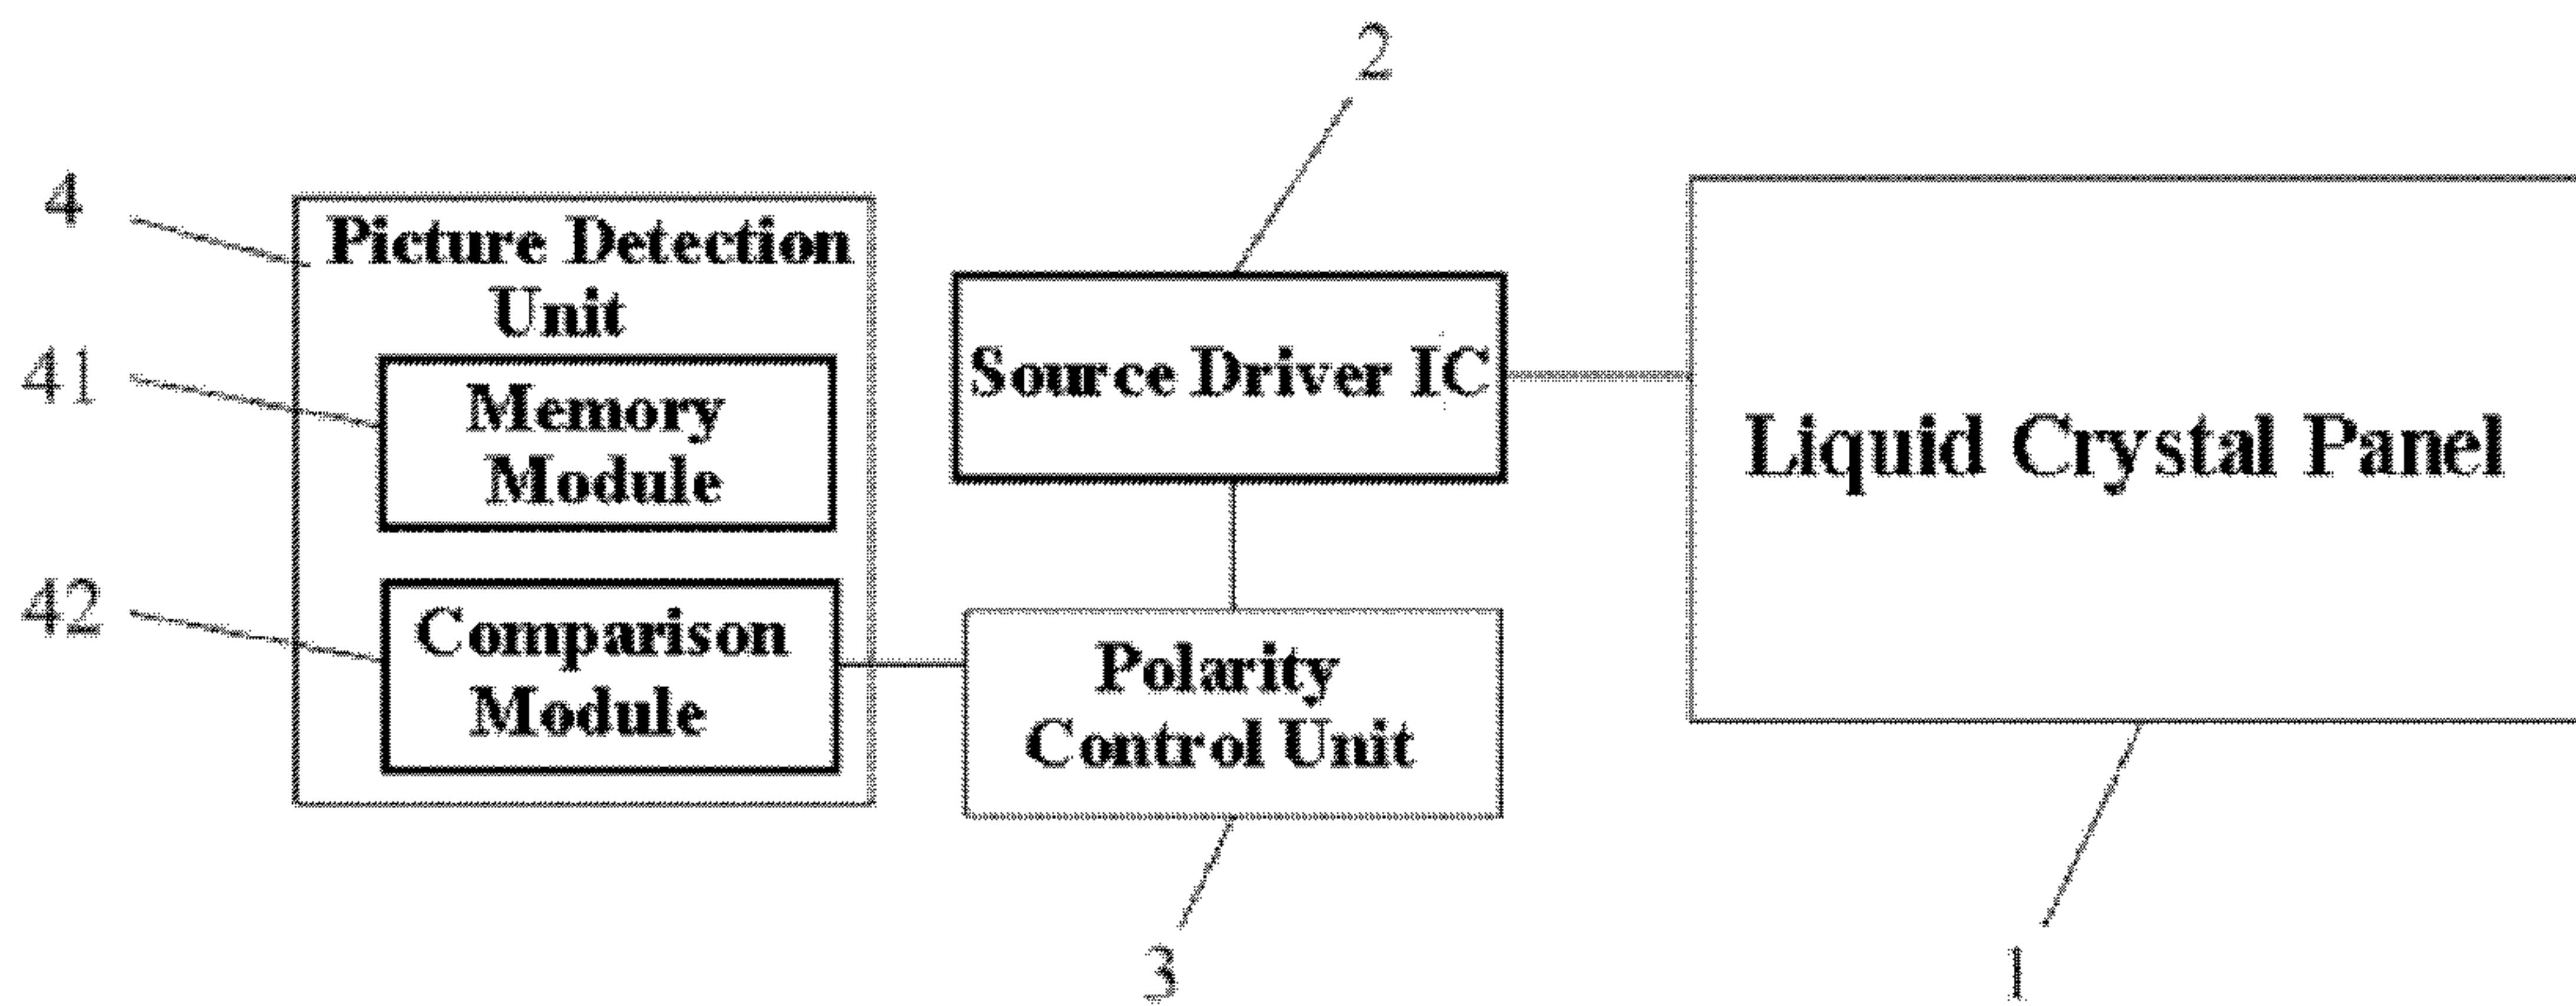 2
4
Picture Detection
Unit
41
Memory
Module
42
Comparison
Module
Source Driver IC
Polarity
Control Unit
3
Liquid Crystal Panel
1